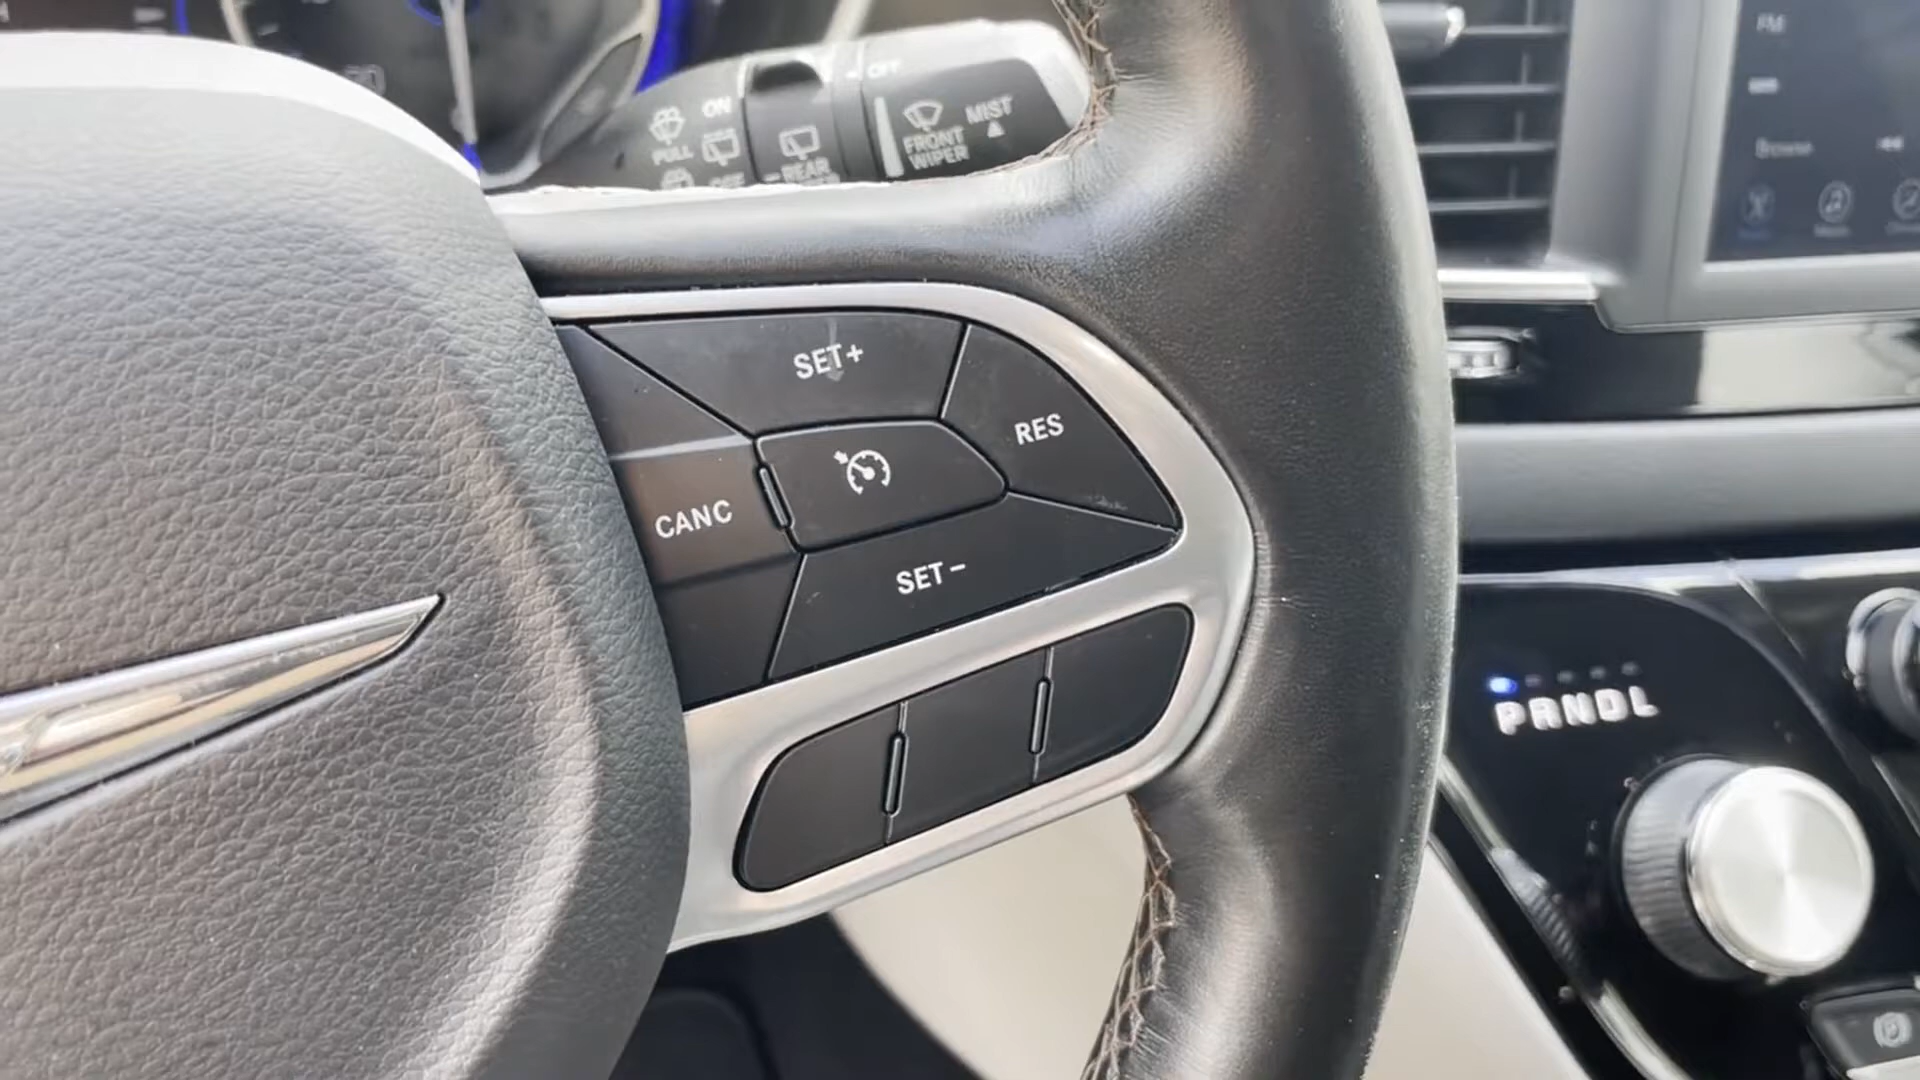 OFF
ON
PULL
REAR
FRONT
WIPER
MIST
FM
Browse
SET+
RES
CANC
SET-
PRNDL